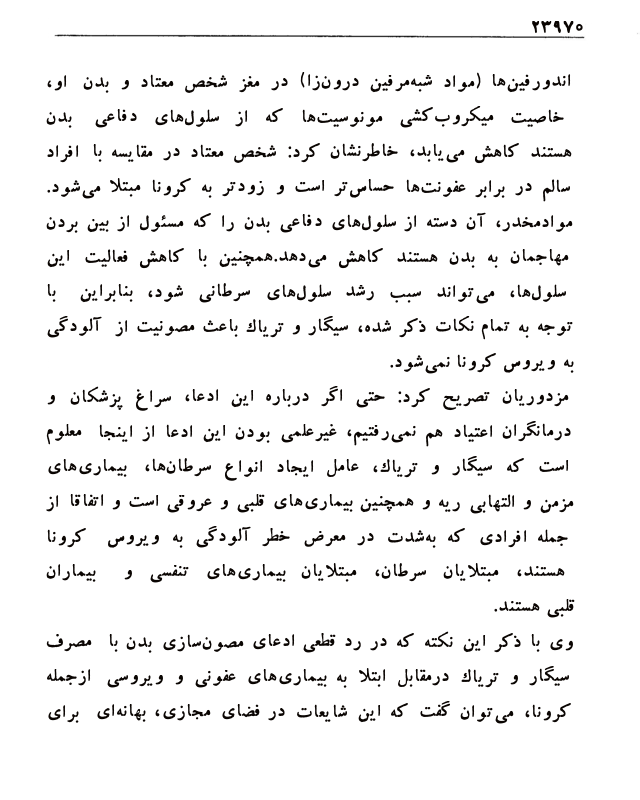 ۲۳۹۷۰
اندورفین‌ها (مواد شبه‌مرفین درون‌زا) در مغز شخص معتاد و بدن او،
خاصیت میکروب‌کشی مونوسیت‌ها که از سلول‌های دفاعی بدن
هستند کاهش می‌یابد، خاطرنشان کرد: شخص معتاد در مقایسه با افراد
سالم در برابر عفونت‌ها حساس‌تر است و زودتر به کرونا مبتلا می‌شود.
موادمخدر، آن دسته از سلول‌های دفاعی بدن را که مسئول از بین بردن
مهاجمان به بدن هستند کاهش می‌دهد.همچنین با کاهش فعالیت این
سلول‌ها، می‌تواند سبب رشد سلول‌های سرطانی شود، بنابراین با
توجه به تمام نکات ذکر شده، سیگار و تریاك باعث مصونیت از آلودگی
به ویروس کرونا نمی‌شود.
مزدوریان تصریح کرد: حتی اگر درباره این ادعا، سراغ پزشکان و
درمانگران اعتیاد هم نمی‌رفتیم، غیرعلمی بودن این ادعا از اینجا معلوم
است که سیگار و تریاك، عامل ایجاد انواع سرطان‌ها، بیماری‌های
مزمن و التهابی ریه و همچنین بیماری‌های قلبی و عروقی است و اتفاقا از
جمله افرادی که به‌شدت در معرض خطر آلودگی به ویروس کرونا
هستند، مبتلایان سرطان، مبتلایان بیماری‌های تنفسی و بیماران
قلبی هستند.
وی با ذکر این نکته که در رد قطعی ادعای مصون‌سازی بدن با مصرف
سیگار و تریاك درمقابل ابتلا به بیماری‌های عفونی و ویروسی ازجمله
کرونا، می‌توان گفت که این شایعات در فضای مجازی، بهانه‌ای برای